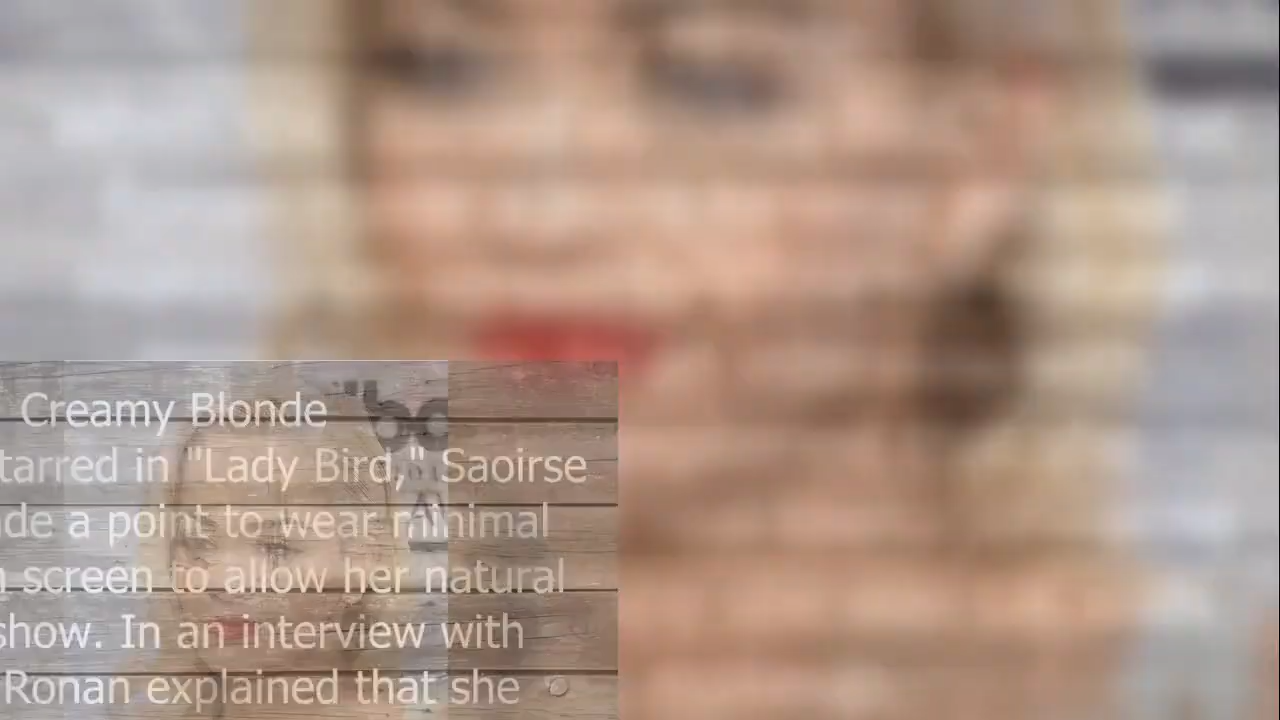 Creamy Blonde
tarred in "Lady Bird," Saoirse
de a point to wear minimal
screen to allow her natural
show. In an interview with
Ronan explained that she